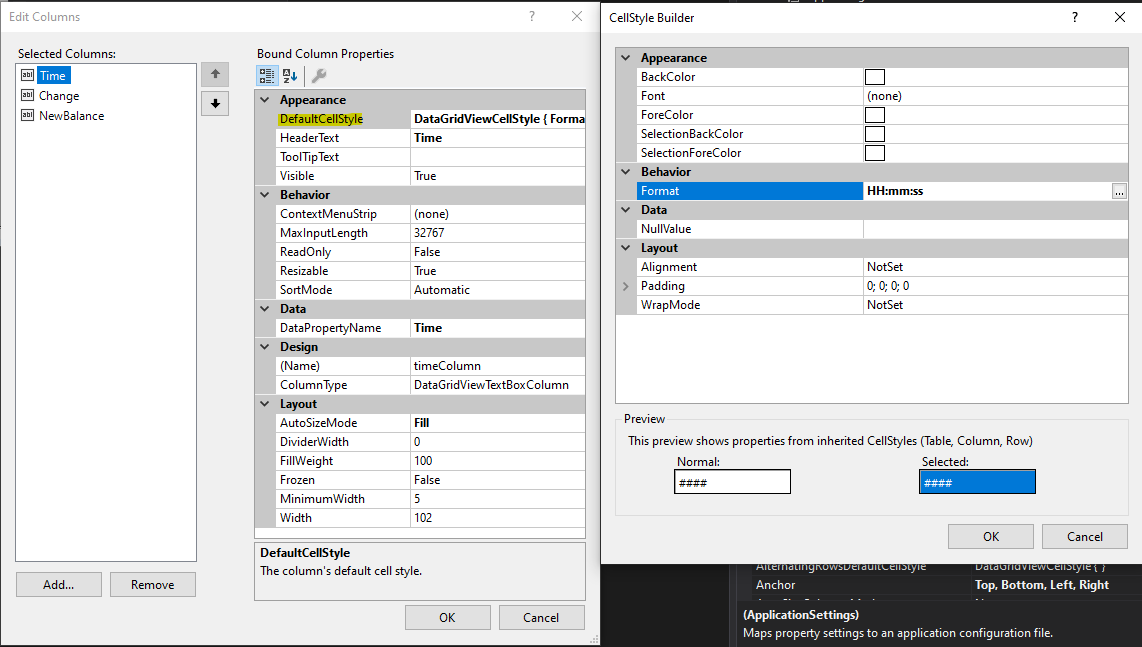 Edit Columns
?
Selected Columns:
Time
Change
NewBalance
Add...
Remove
Bound Column Properties
Appearance
DefaultCellStyle DataGridViewCellStyle { Forma
HeaderText Time
ToolTipText
Visible True
Behavior
ContextMenuStrip (none)
MaxInputLength 32767
ReadOnly False
Resizable True
SortMode Automatic
Data
DataPropertyName Time
Design
(Name) timeColumn
ColumnType DataGridViewTextBoxColumn
Layout
AutoSizeMode Fill
DividerWidth 0
FillWeight 100
Frozen False
MinimumWidth 5
Width 102
DefaultCellStyle
The column's default cell style.
OK Cancel
CellStyle Builder
?
Appearance
BackColor
Font (none)
ForeColor
SelectionBackColor
SelectionForeColor
Behavior
Format HH:mm:ss ...
Data
NullValue
Layout
Alignment NotSet
Padding 0; 0; 0; 0
WrapMode NotSet
Preview
This preview shows properties from inherited CellStyles (Table, Column, Row)
Normal: Selected:
#### ####
OK Cancel
AlternatingRowsDefaultCellStyle DataGridViewCellStyle { }
Anchor Top, Bottom, Left, Right
(ApplicationSettings)
Maps property settings to an application configuration file.